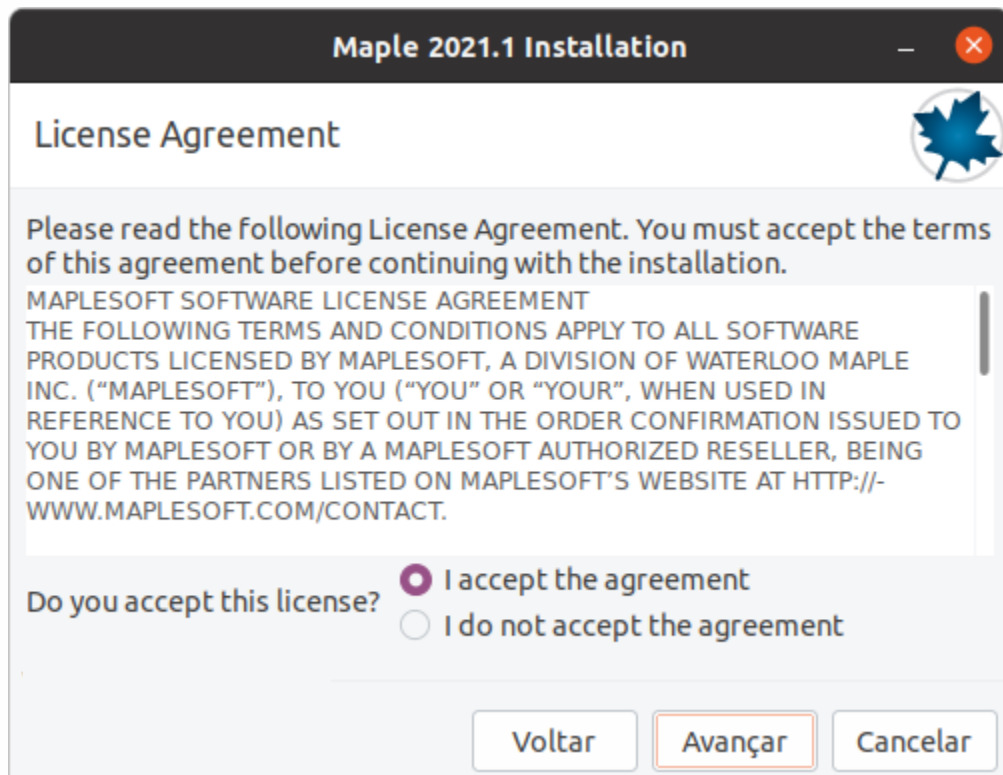 Maple 2021.1 Installation
License Agreement
Please read the following License Agreement. You must accept the terms
of this agreement before continuing with the installation.
MAPLESOFT SOFTWARE LICENSE AGREEMENT
THE FOLLOWING TERMS AND CONDITIONS APPLY TO ALL SOFTWARE
PRODUCTS LICENSED BY MAPLESOFT, A DIVISION OF WATERLOO MAPLE
INC. (“MAPLESOFT”), TO YOU (“YOU” OR “YOUR”, WHEN USED IN
REFERENCE TO YOU) AS SET OUT IN THE ORDER CONFIRMATION ISSUED TO
YOU BY MAPLESOFT OR BY A MAPLESOFT AUTHORIZED RESELLER, BEING
ONE OF THE PARTNERS LISTED ON MAPLESOFT’S WEBSITE AT HTTP://-
WWW.MAPLESOFT.COM/CONTACT.
Do you accept this license?
I accept the agreement
I do not accept the agreement
Voltar
Avançar
Cancelar